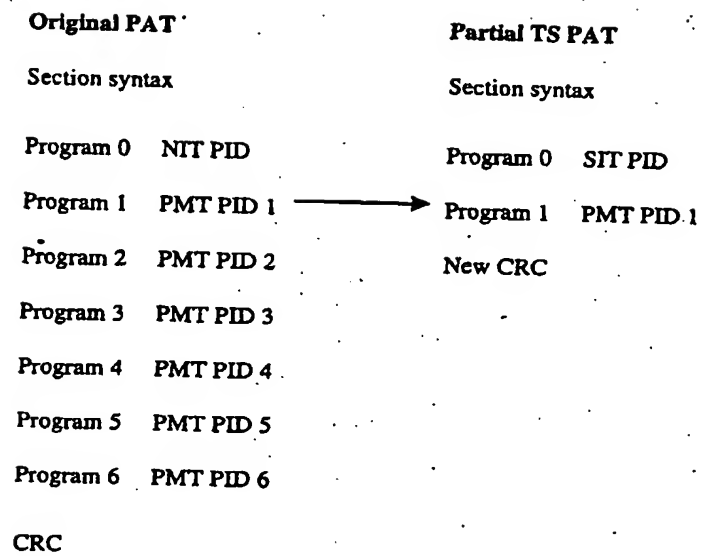 Original PAT
Section syntax
Program 0 NIT PID
Program 1 PMT PID 1
Program 2 PMT PID 2
Program 3 PMT PID 3
Program 4 PMT PID 4
Program 5 PMT PID 5
Program 6 PMT PID 6
CRC
Partial TS PAT
Section syntax
Program 0 SIT PID
Program 1 PMT PID 1
New CRC